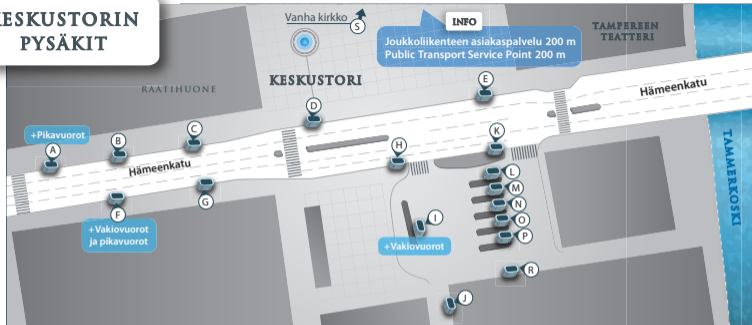 KESKUSTORIN
PYSÄKIT
Vanha kirkko
S
INFO
Joukkoliikenteen asiakaspalvelu 200 m
Public Transport Service Point 200 m
TAMPEREEN
TEATTERI
RAATIHUONE
KESKUSTORI
E
Hämeenkatu
D
+Pikavuorot
A
B
C
Hämeenkatu
H
K
L
M
N
O
P
F
G
+Vakiovuorot
ja pikavuorot
I
+Vakiovuorot
R
J
TAMMERKOSKI